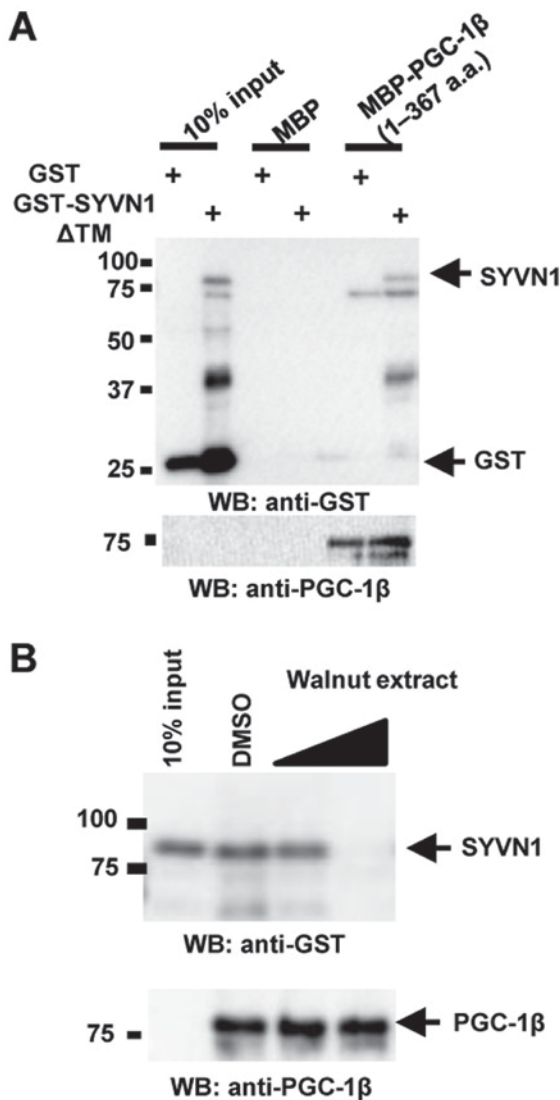 A
10% input
MBP
MBP-PGC-1β
(1–367 a.a.)
GST + + +
GST-SYVN1 + + +
ΔTM
100
75
50
37
25
SYVN1
GST
WB: anti-GST
75
WB: anti-PGC-1β
B
10% input
DMSO
Walnut extract
100
75
SYVN1
WB: anti-GST
75
PGC-1β
WB: anti-PGC-1β